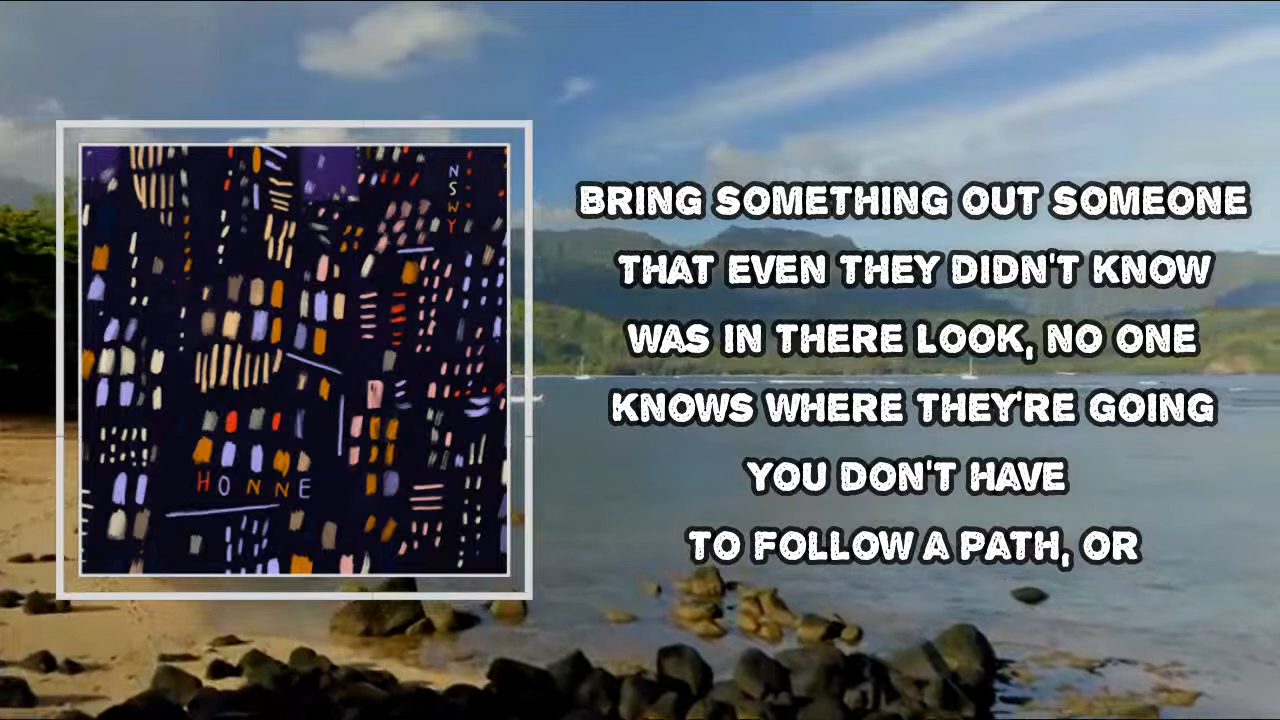 NSWY
HONNE
BRING SOMETHING OUT SOMEONE
THAT EVEN THEY DIDN'T KNOW
WAS IN THERE LOOK, NO ONE
KNOWS WHERE THEY'RE GOING
YOU DON'T HAVE
TO FOLLOW A PATH, OR